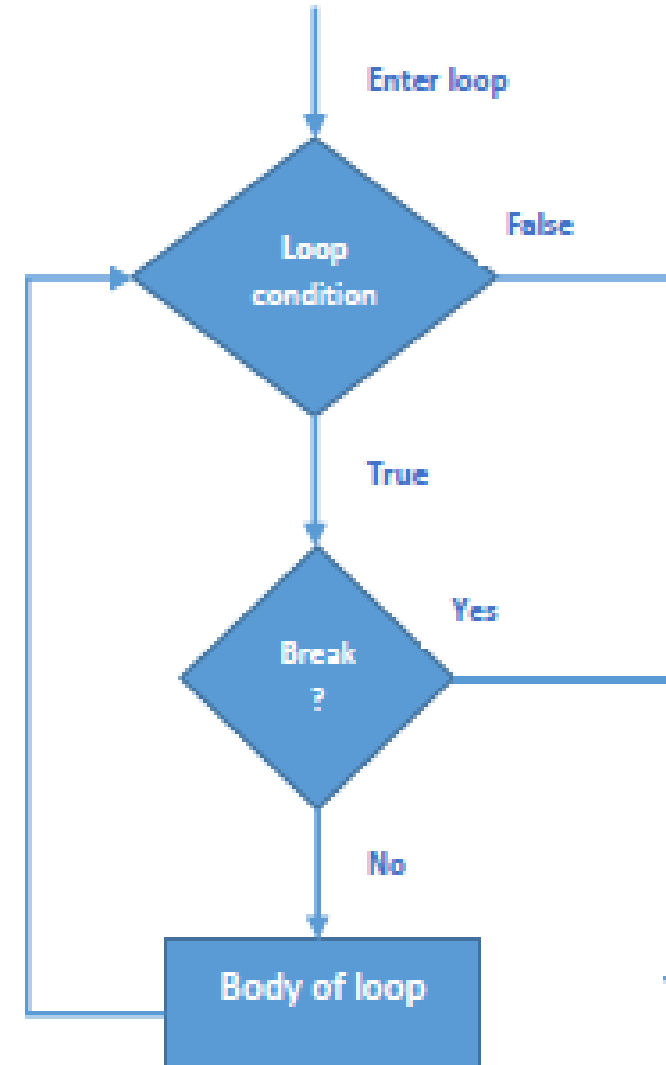 Enter loop
False
Loop
condition
True
Yes
Break
?
No
Body of loop